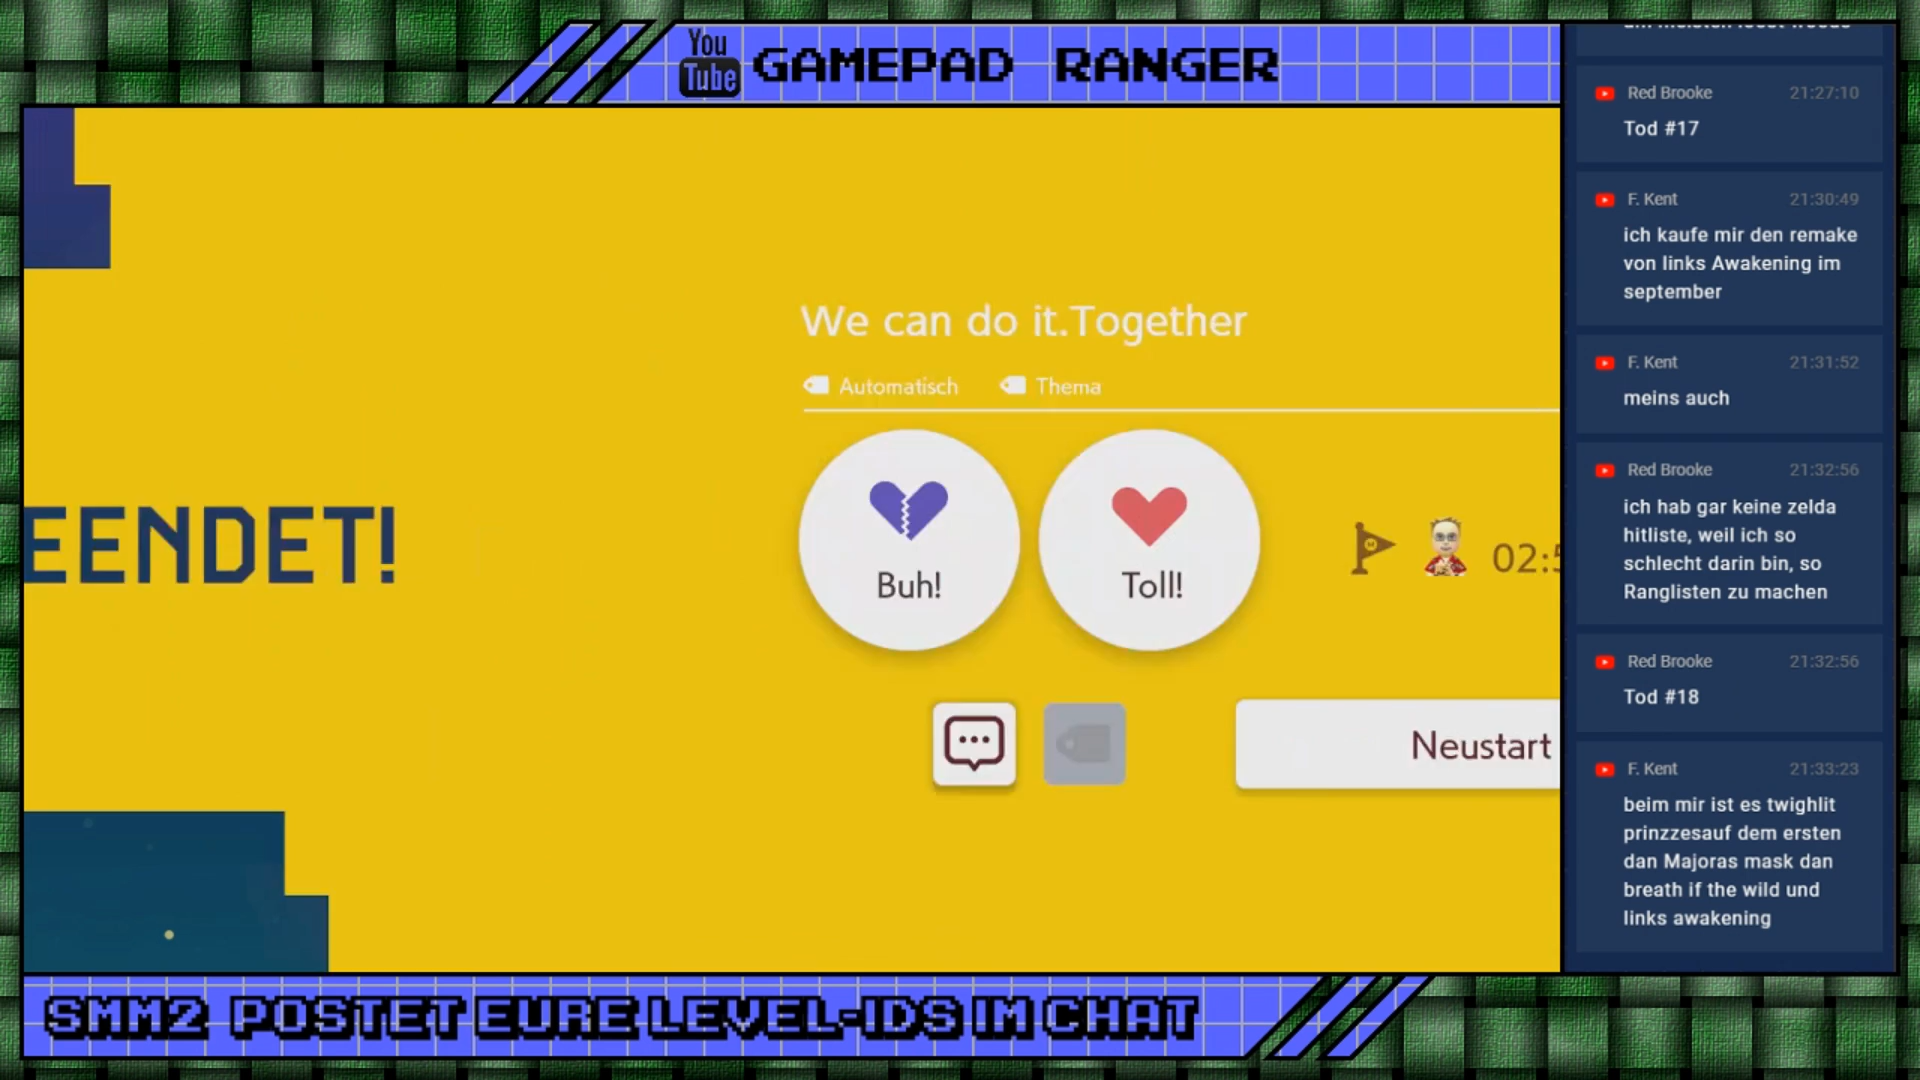 You
Tube
GAMEPAD RANGER
EENDET!
We can do it.Together
Automatisch Thema
Buh! Toll!
02:5
Neustart
Red Brooke 21:27:10
Tod #17
F. Kent 21:30:49
ich kaufe mir den remake
von links Awakening im
september
F. Kent 21:31:52
meins auch
Red Brooke 21:32:56
ich hab gar keine zelda
hitliste, weil ich so
schlecht darin bin, so
Ranglisten zu machen
Red Brooke 21:32:56
Tod #18
F. Kent 21:33:23
beim mir ist es twighlit
prinzzesauf dem ersten
dan Majoras mask dan
breath if the wild und
links awakening
SMM2 POSTET EURE LEVEL-IDS IM CHAT